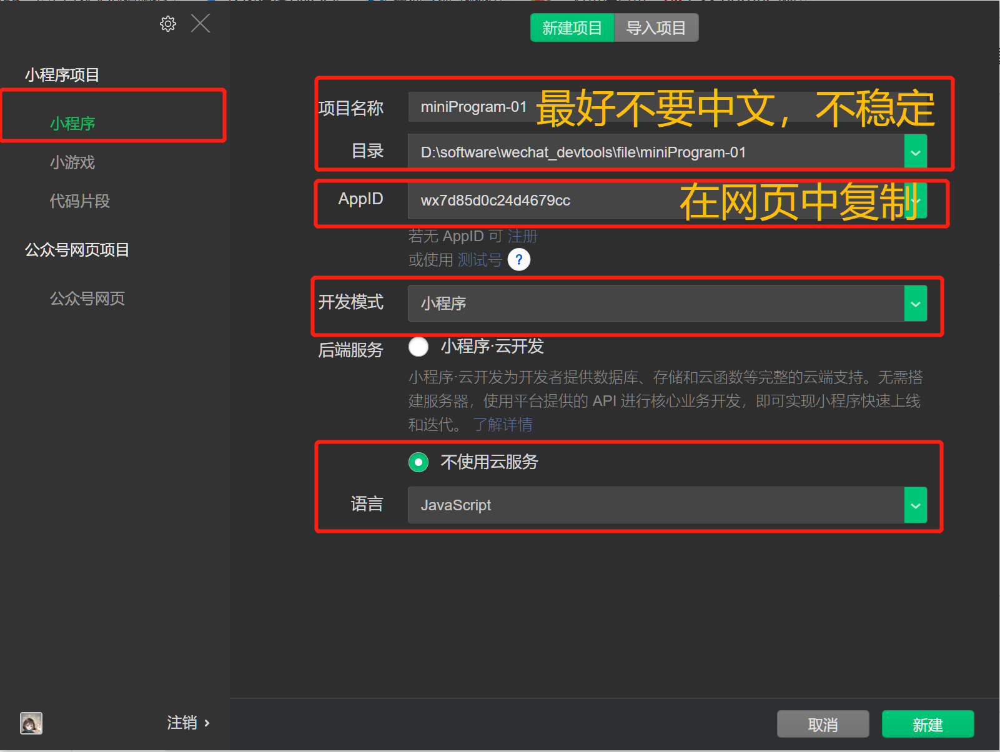 新建项目 导入项目
小程序项目
小程序
小游戏
代码片段
公众号网页项目
公众号网页
注销
项目名称 miniProgram-01 最好不要中文，不稳定
目录 D:\software\wechat_devtools\file\miniProgram-01
AppID wx7d85d0c24d4679cc 在网页中复制
若无 AppID 可 注册
或使用 测试号 ?
开发模式 小程序
后端服务 小程序·云开发
小程序·云开发为开发者提供数据库、存储和云函数等完整的云端支持。无需搭
建服务器，使用平台提供的 API 进行核心业务开发，即可实现小程序快速上线
和迭代。 了解详情
不使用云服务
语言 JavaScript
取消 新建